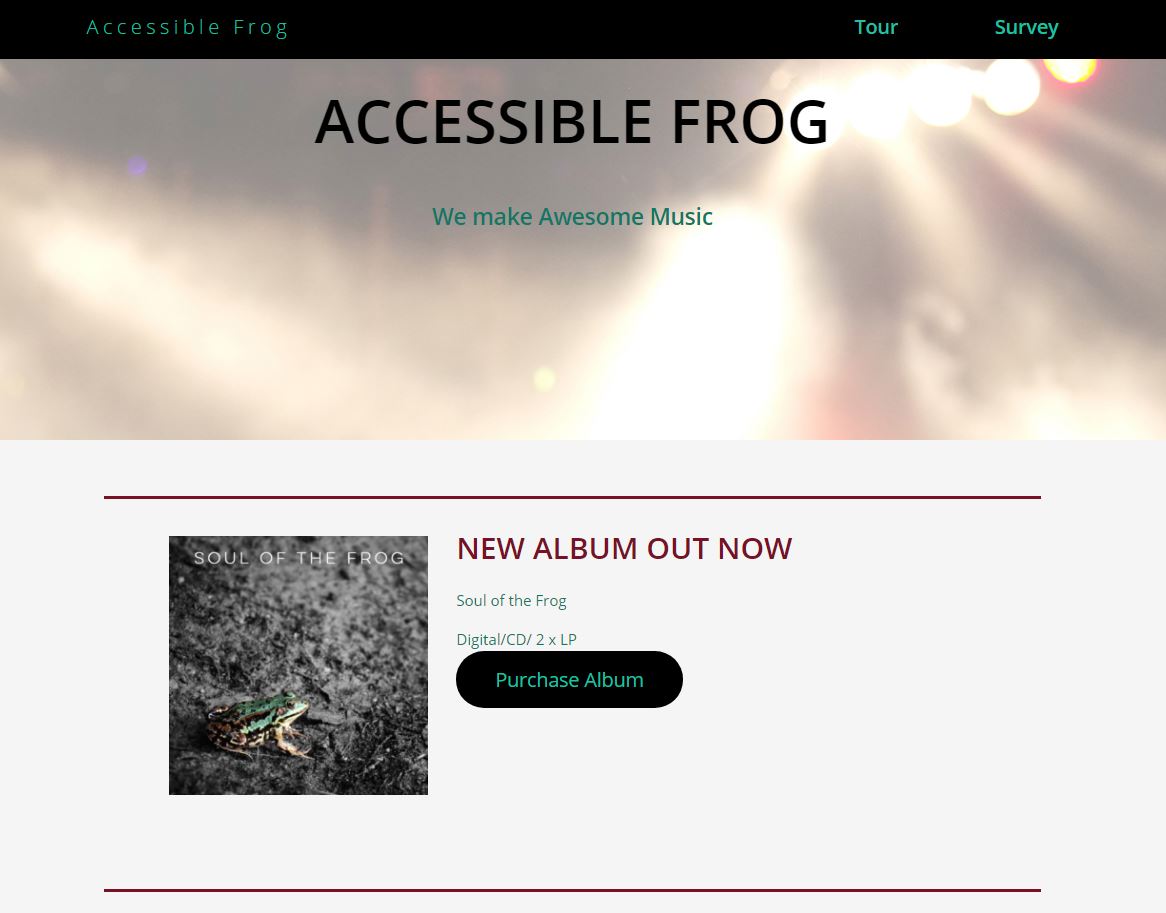 Accessible Frog
Tour
Survey
ACCESSIBLE FROG
We make Awesome Music
SOUL OF THE FROG
NEW ALBUM OUT NOW
Soul of the Frog
Digital/CD/ 2 x LP
Purchase Album